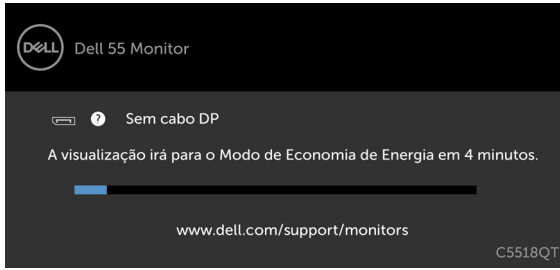 DELL
Dell 55 Monitor
? Sem cabo DP
A visualização irá para o Modo de Economia de Energia em 4 minutos.
www.dell.com/support/monitors
C5518QT